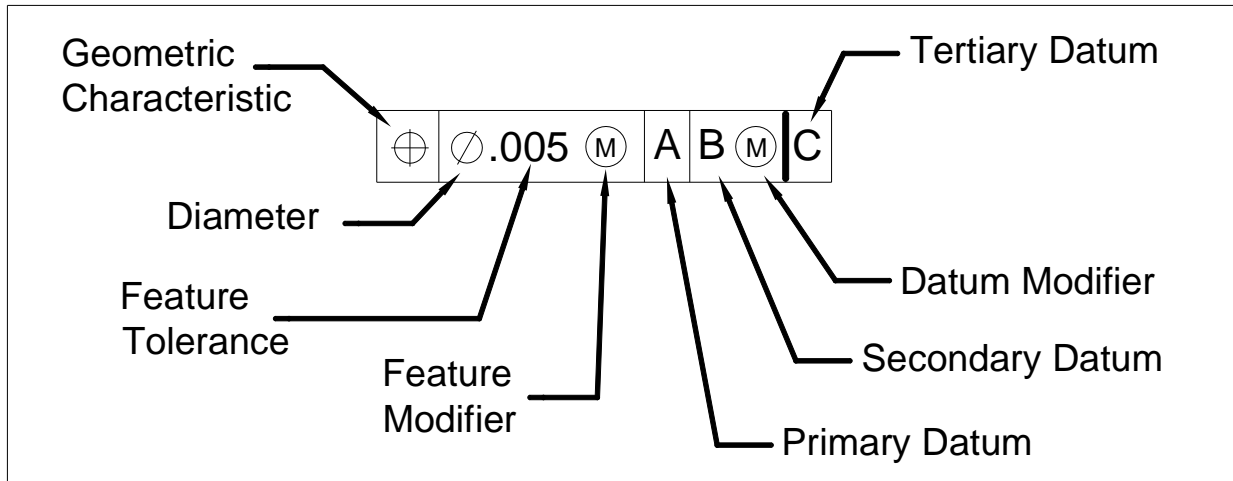 Geometric
Characteristic
Tertiary Datum
⌖ ⌀.005 Ⓜ A B Ⓜ C
Diameter
Feature
Tolerance
Feature
Modifier
Datum Modifier
Secondary Datum
Primary Datum